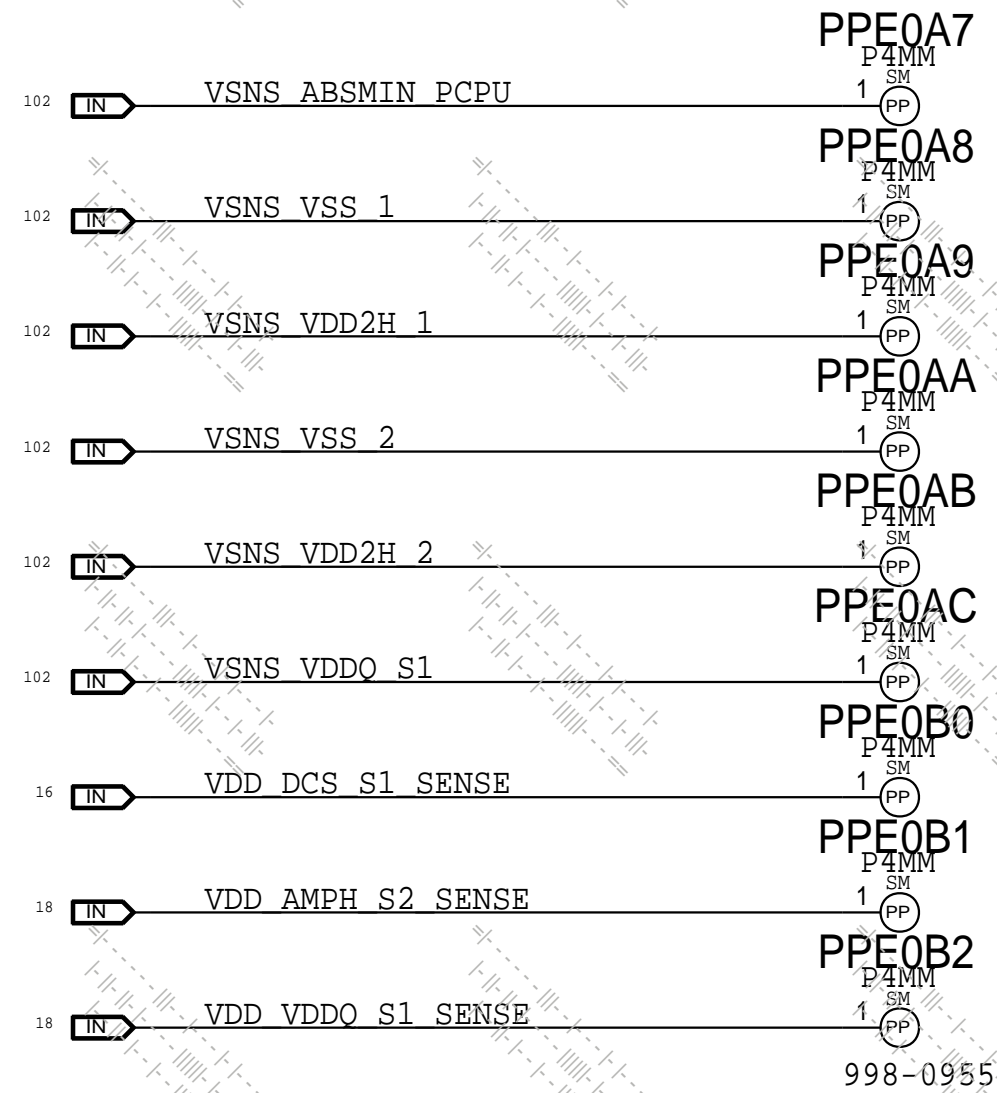 PPE0A7
P4MM
SM
102 IN VSNS_ABSMIN_PCPU 1 PP
PPE0A8
P4MM
SM
102 IN VSNS_VSS_1 1 PP
PPE0A9
P4MM
SM
102 IN VSNS_VDD2H_1 1 PP
PPE0AA
P4MM
SM
102 IN VSNS_VSS_2 1 PP
PPE0AB
P4MM
SM
102 IN VSNS_VDD2H_2 1 PP
PPE0AC
P4MM
SM
102 IN VSNS_VDDQ_S1 1 PP
PPE0B0
P4MM
SM
16 IN VDD_DCS_S1_SENSE 1 PP
PPE0B1
P4MM
SM
18 IN VDD_AMPH_S2_SENSE 1 PP
PPE0B2
P4MM
SM
18 IN VDD_VDDQ_S1_SENSE 1 PP
998-0955